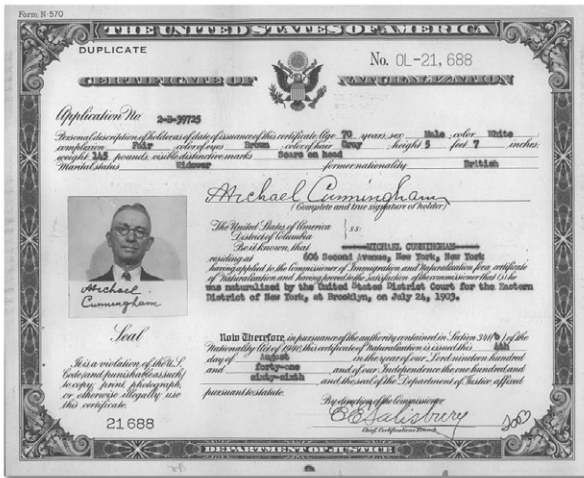 Form N-570
THE UNITED STATES OF AMERICA
DUPLICATE
No. OL-21, 688
CERTIFICATE OF NATURALIZATION
Application No. 2-B-39725
Personal description of holder as of date of issuance of this certificate: Age 70 years; sex Male; color White
complexion Fair color of eyes Brown color of hair Gray height 5 feet 7 inches;
weight 145 pounds; visible distinctive marks Scars on head
Marital status Widower former nationality British
Michael Cunningham
(Complete and true signature of holder)
The United States of America
District of Columbia } ss:
Be it known, that MICHAEL CUNNINGHAM
residing at 606 Second Avenue, New York, New York
having applied to the Commissioner of Immigration and Naturalization for a certificate
of Naturalization and having proved to the satisfaction of the commissioner that (s)he
was naturalized by the United States District Court for the Eastern
District of New York, at Brooklyn, on July 24, 1903.
Michael
Cunningham
Seal
It is a violation of the U.S.
Code (and punishable as such)
to copy, print, photograph,
or otherwise illegally use
this certificate.
21688
Now Therefore, in pursuance of the authority contained in Section 341(b) of the
Nationality Act of 1940, this certificate of naturalization is issued this 4th
day of August in the year of our Lord nineteen hundred
and forty-one and of our Independence the one hundred and
sixty-sixth and the seal of the Department of Justice affixed
pursuant to statute.
By direction of the Commissioner
E E Salisbury
Chief, Certifications Branch
DEPARTMENT OF JUSTICE